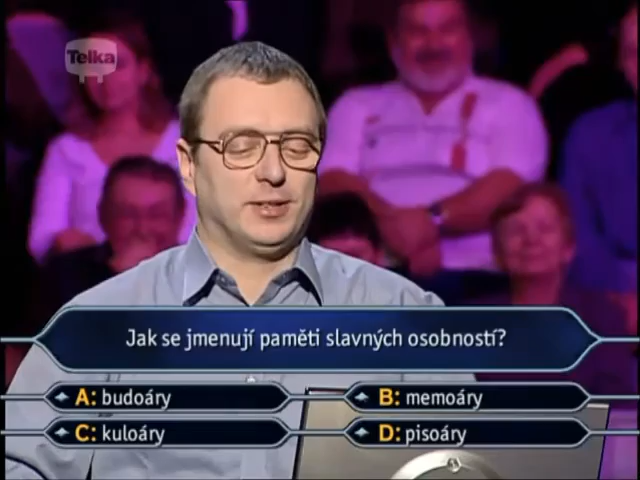 Telka
Jak se jmenují paměti slavných osobností?
A: budoáry
B: memoáry
C: kuloáry
D: pisoáry